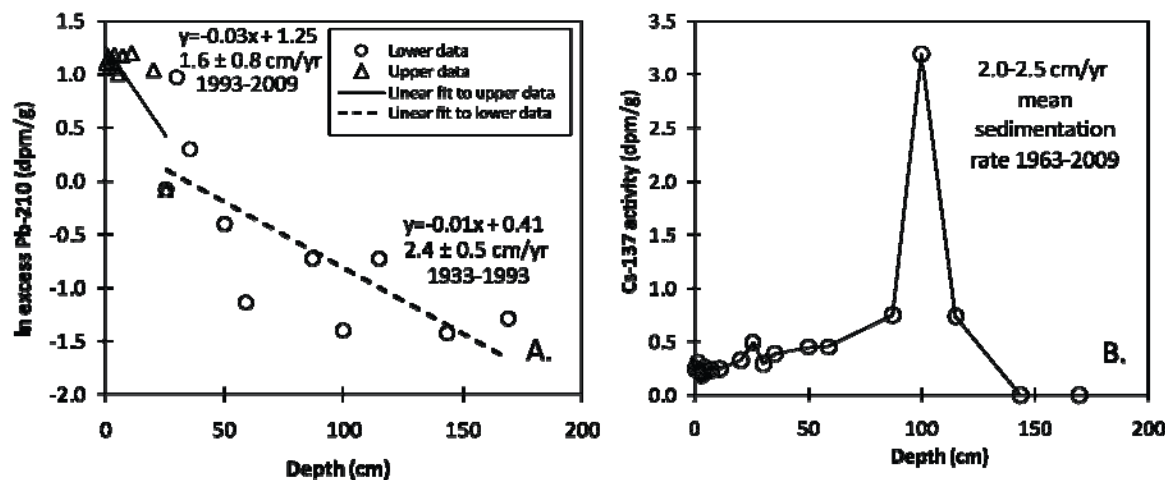 1.5
1.0
0.5
0.0
-0.5
-1.0
-1.5
-2.0
ln excess Pb-210 (dpm/g)
y=-0.03x + 1.25
1.6 ± 0.8 cm/yr
1993-2009
Lower data
Upper data
Linear fit to upper data
Linear fit to lower data
y=-0.01x + 0.41
2.4 ± 0.5 cm/yr
1933-1993
A.
0 50 100 150 200
Depth (cm)
3.5
3.0
2.5
2.0
1.5
1.0
0.5
0.0
Cs-137 activity (dpm/g)
2.0-2.5 cm/yr
mean
sedimentation
rate 1963-2009
B.
0 50 100 150 200
Depth (cm)